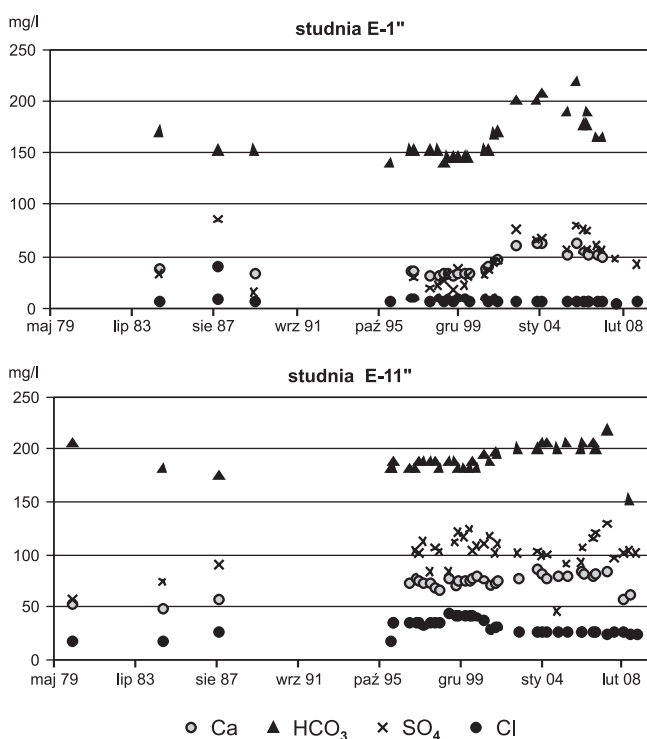 mg/l
studnia E-1"
250
200
150
100
50
0
maj 79 lip 83 sie 87 wrz 91 paź 95 gru 99 sty 04 lut 08
mg/l
studnia E-11"
250
200
150
100
50
0
maj 79 lip 83 sie 87 wrz 91 paź 95 gru 99 sty 04 lut 08
Ca HCO₃ SO₄ Cl